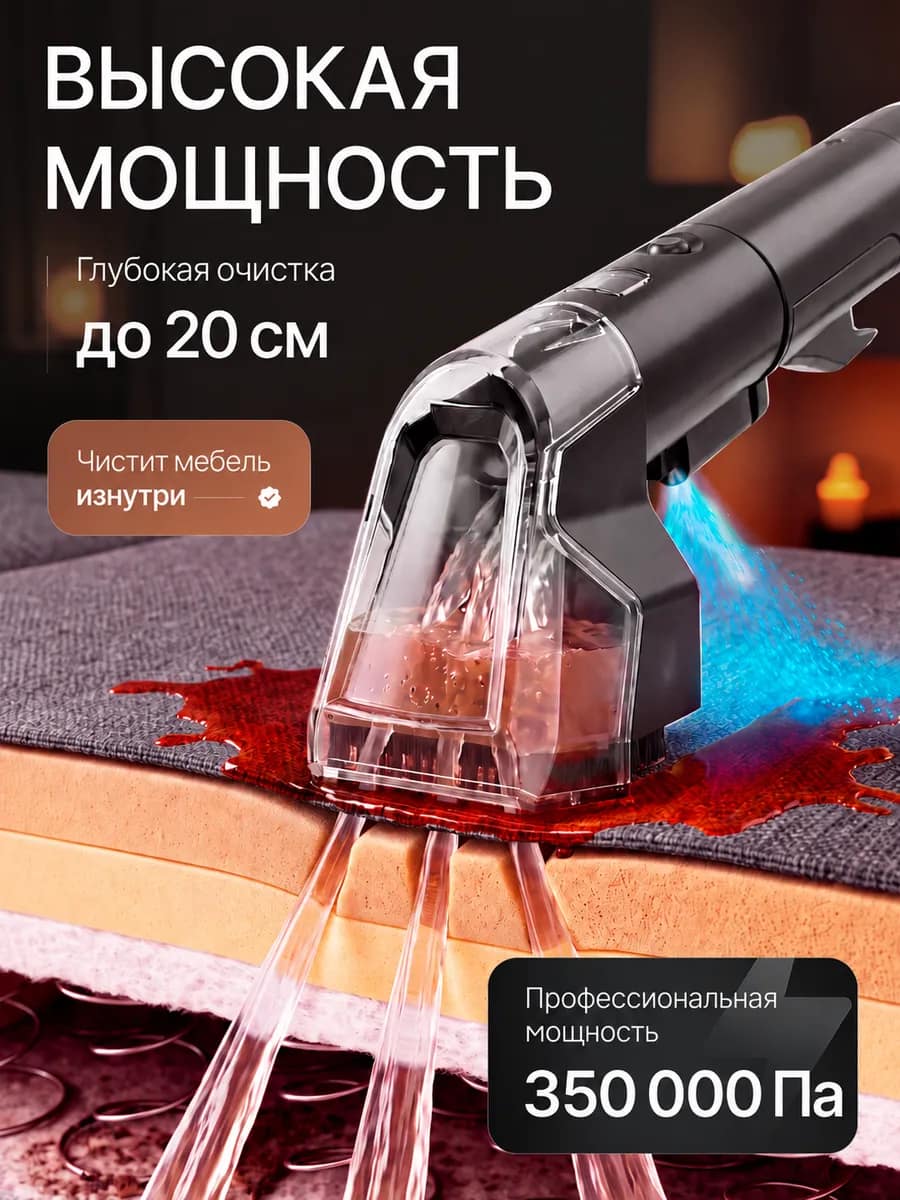 ВЫСОКАЯ
МОЩНОСТЬ
Глубокая очистка
до 20 см
Чистит мебель
изнутри
Профессиональная
мощность
350 000 Па